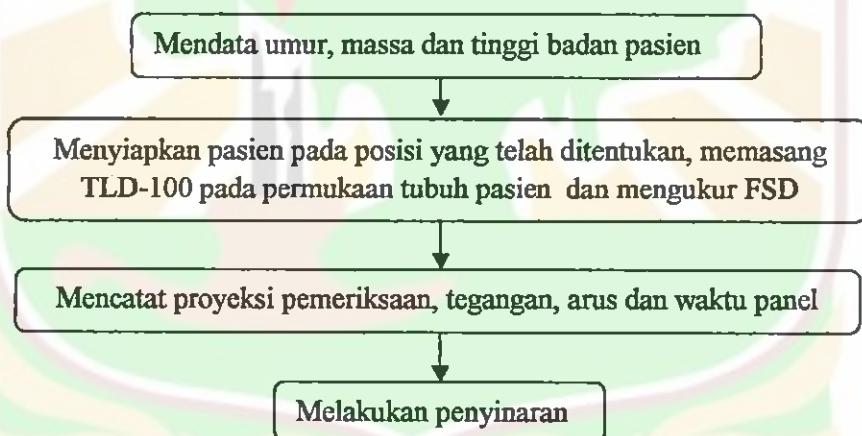 Mendata umur, massa dan tinggi badan pasien
Menyiapkan pasien pada posisi yang telah ditentukan, memasang
TLD-100 pada permukaan tubuh pasien dan mengukur FSD
Mencatat proyeksi pemeriksaan, tegangan, arus dan waktu panel
Melakukan penyinaran